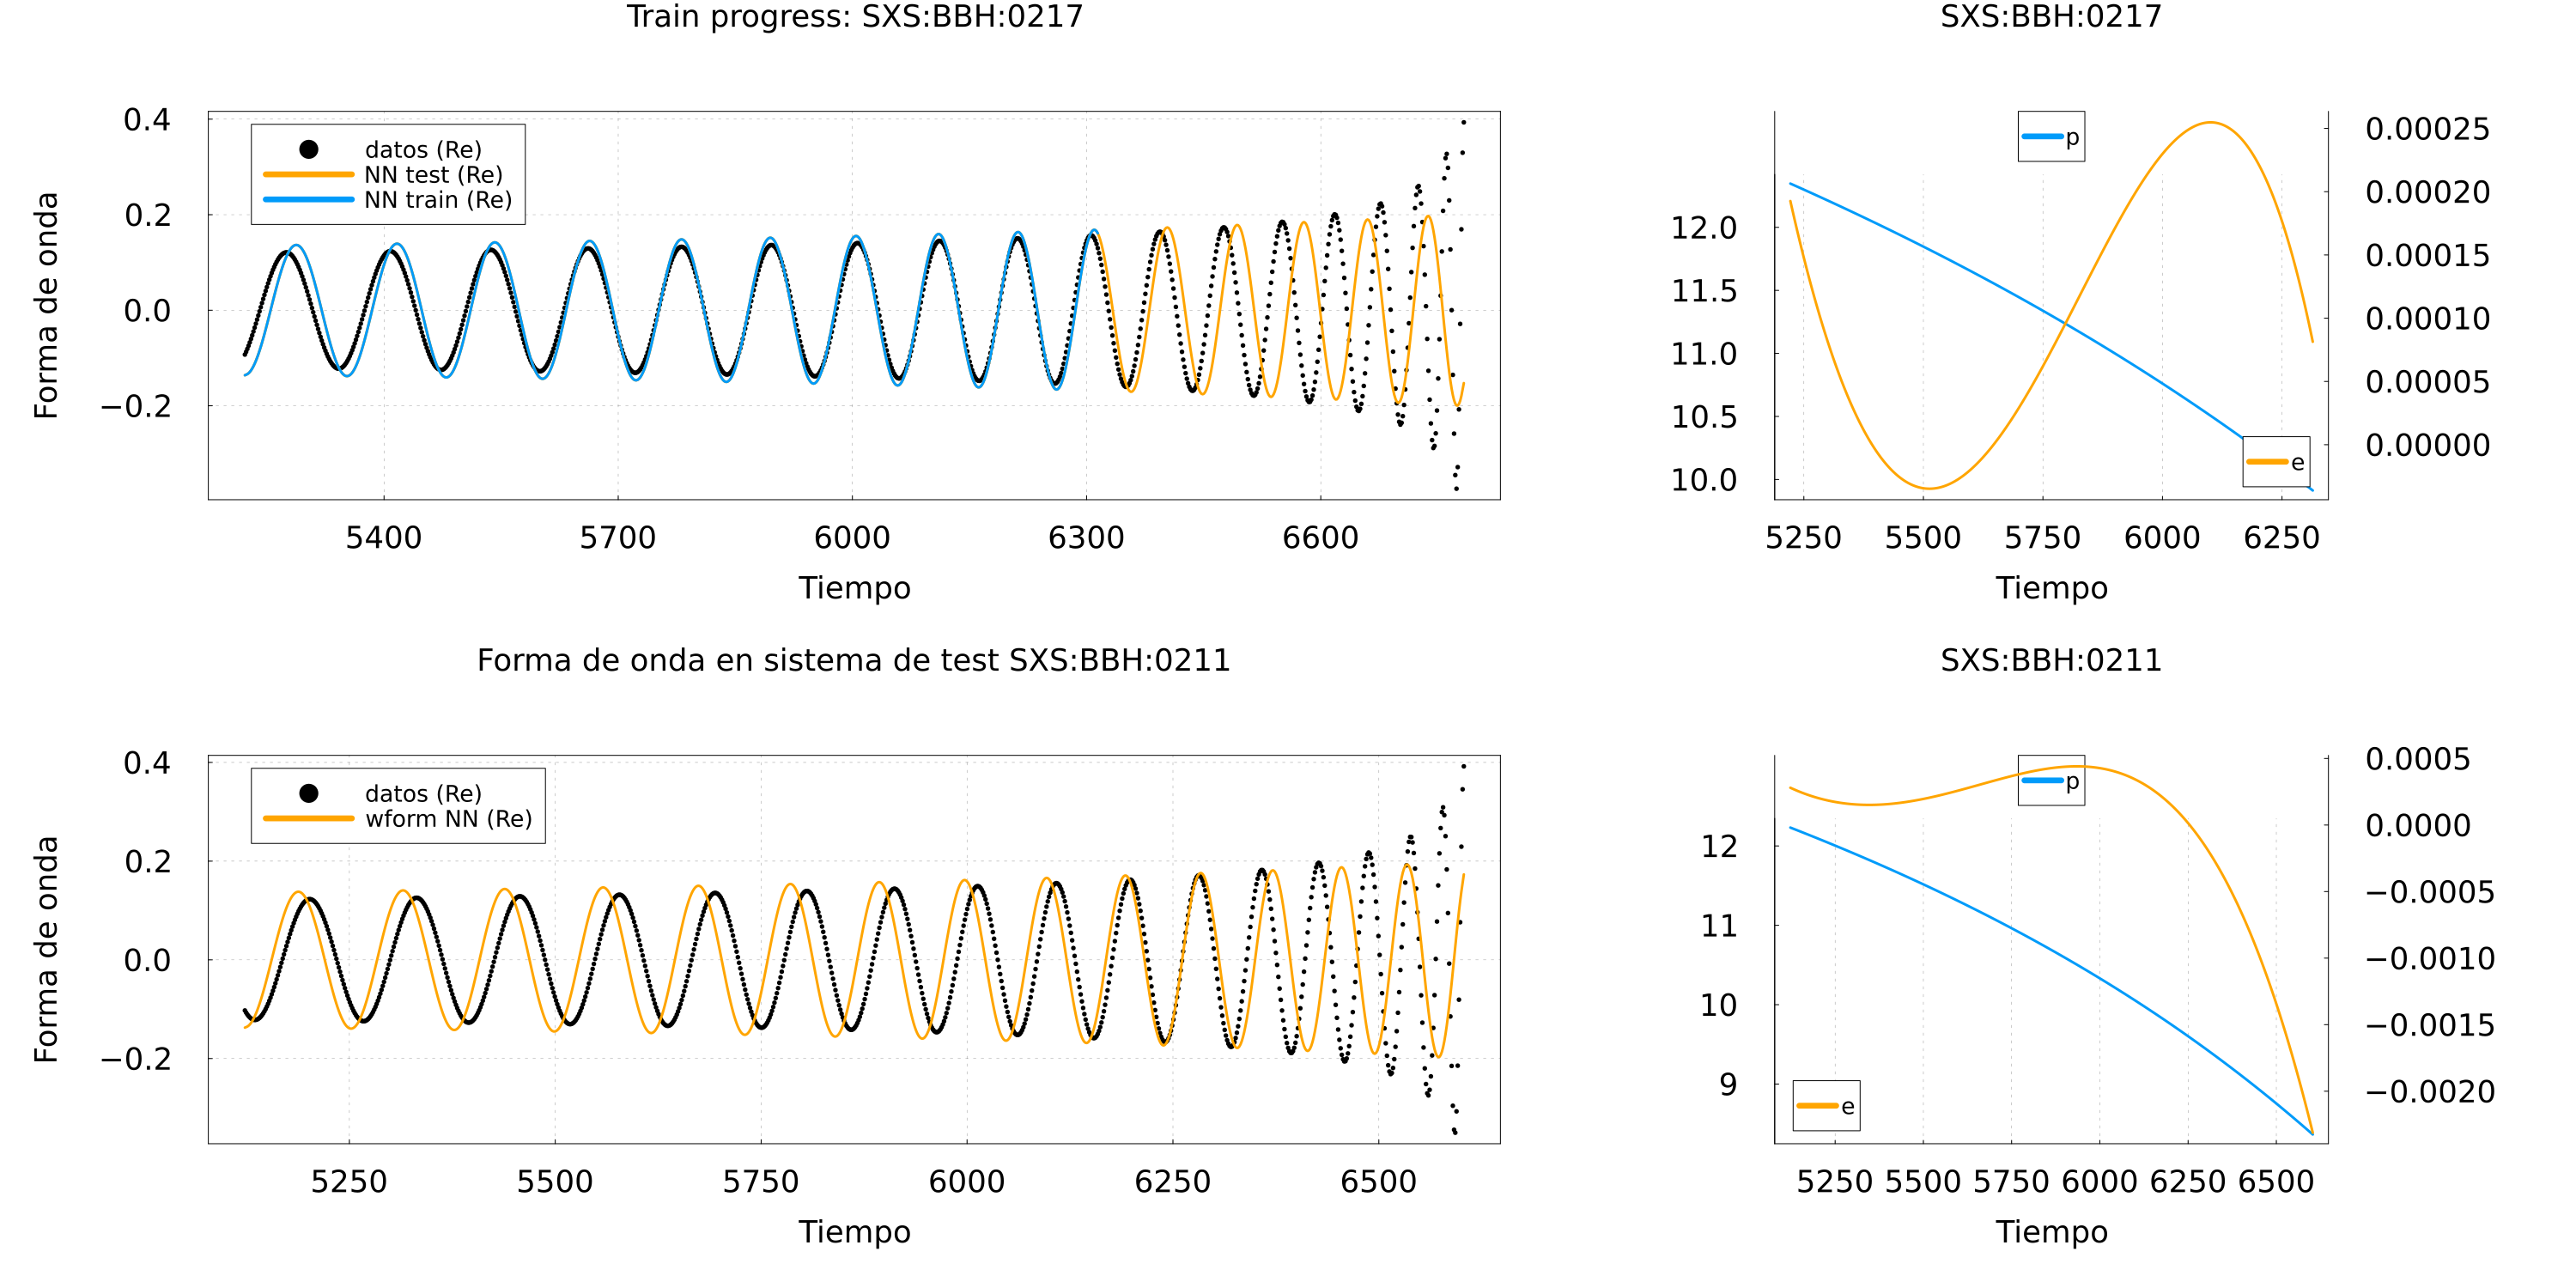 Train progress: SXS:BBH:0217
Forma de onda
0.4
0.2
0.0
−0.2
datos (Re)
NN test (Re)
NN train (Re)
5400 5700 6000 6300 6600
Tiempo
SXS:BBH:0217
12.0
11.5
11.0
10.5
10.0
p
e
0.00025
0.00020
0.00015
0.00010
0.00005
0.00000
5250 5500 5750 6000 6250
Tiempo
Forma de onda en sistema de test SXS:BBH:0211
Forma de onda
0.4
0.2
0.0
−0.2
datos (Re)
wform NN (Re)
5250 5500 5750 6000 6250 6500
Tiempo
SXS:BBH:0211
12
11
10
9
p
e
0.0005
0.0000
−0.0005
−0.0010
−0.0015
−0.0020
5250 5500 5750 6000 6250 6500
Tiempo